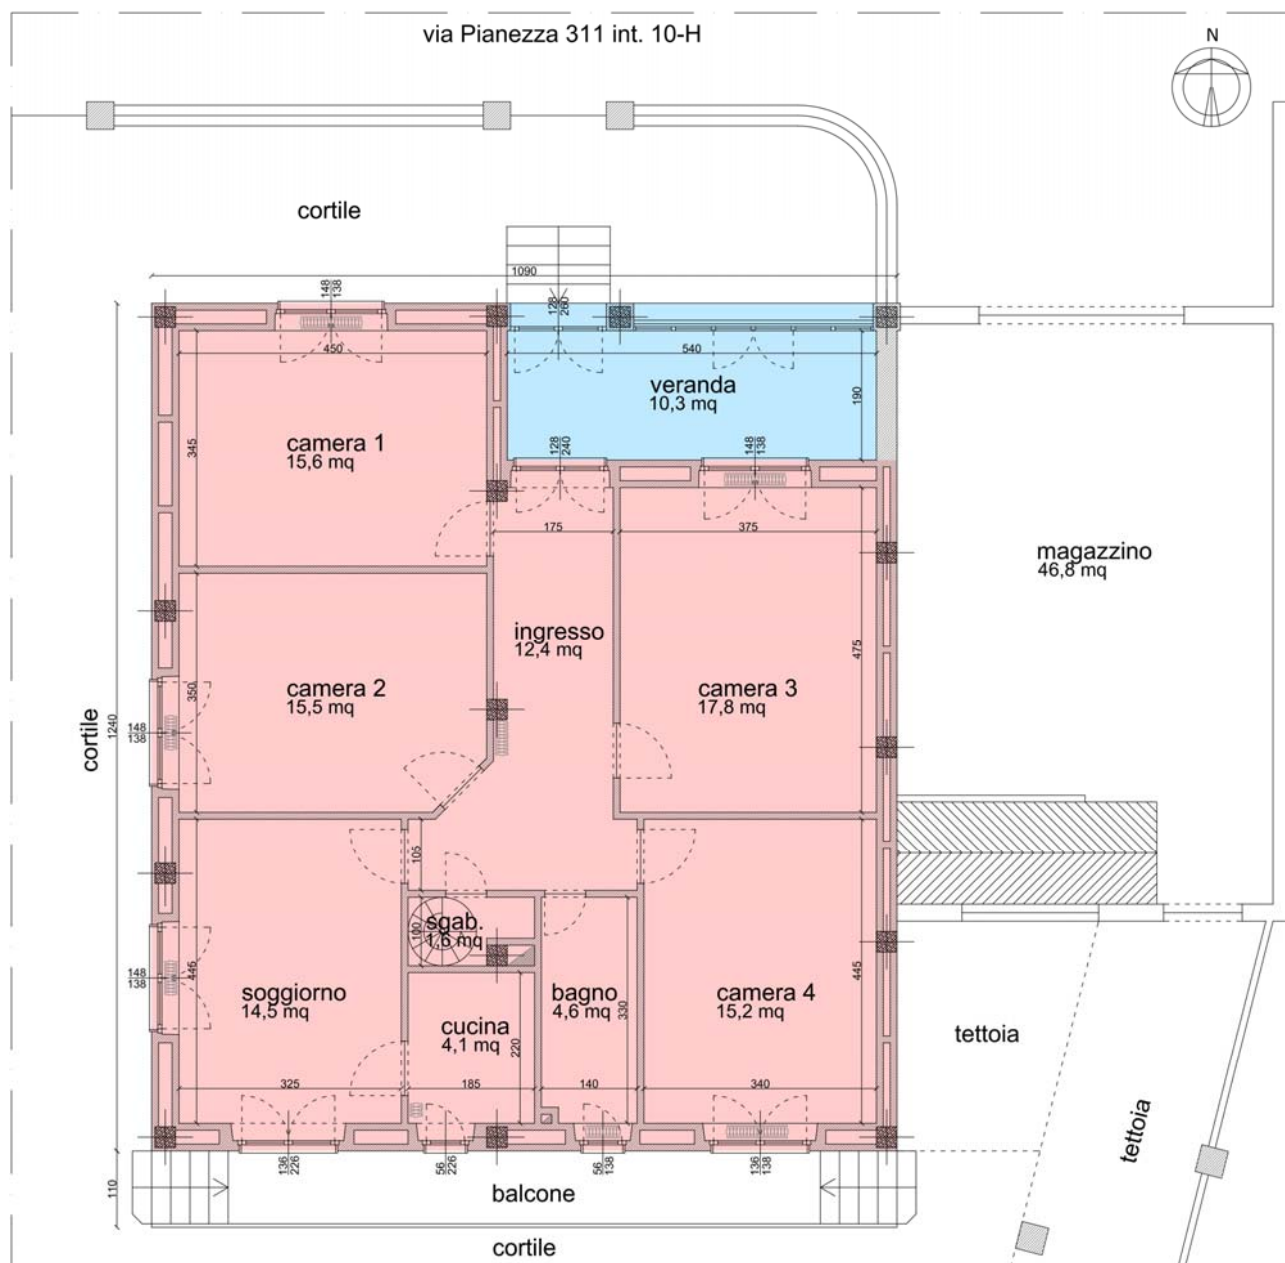 via Pianezza 311 int. 10-H
N
cortile
1090
148
138
128
260
450
540
veranda
10,3 mq
190
camera 1
15,6 mq
345
128
240
148
138
175
375
magazzino
46,8 mq
ingresso
12,4 mq
475
camera 2
15,5 mq
350
camera 3
17,8 mq
cortile
1240
148
138
105
sgab.
1,6 mq
100
148
138
445
soggiorno
14,5 mq
cucina
4,1 mq
220
bagno
4,6 mq
330
camera 4
15,2 mq
445
tettoia
325
185
140
340
tettoia
136
226
56
226
56
138
136
138
110
balcone
cortile